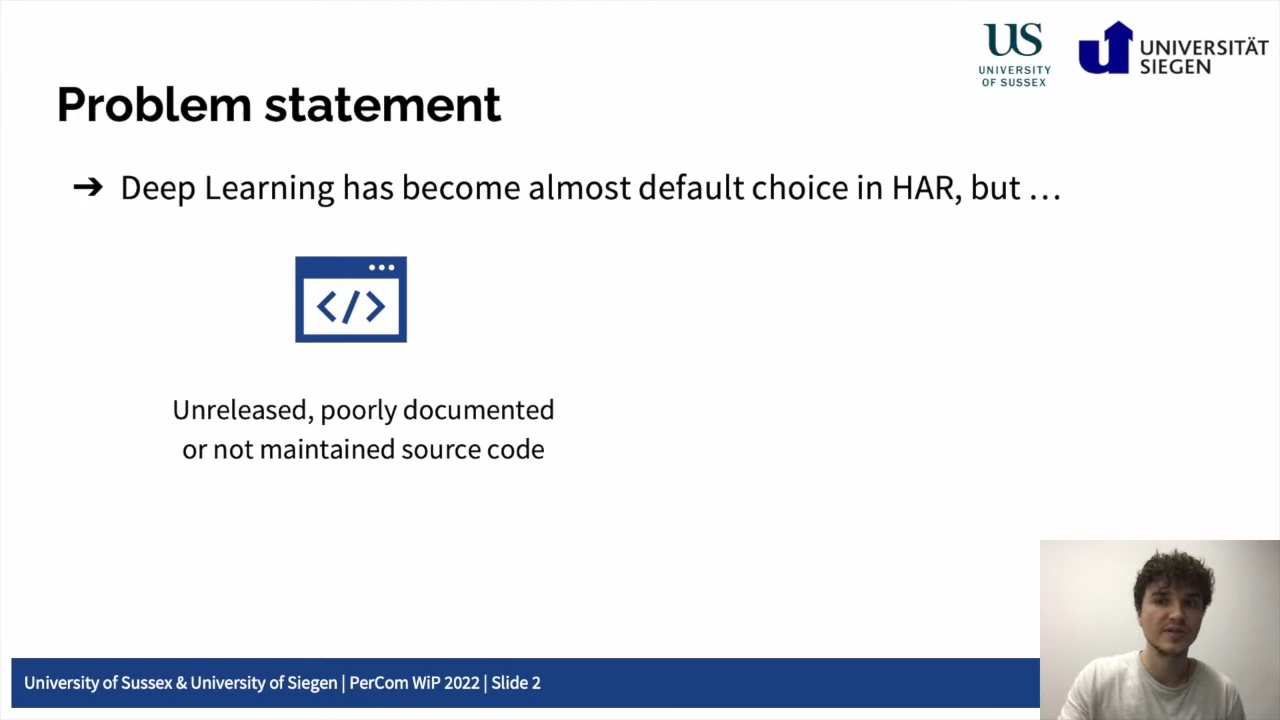 US
UNIVERSITY
OF SUSSEX
UNIVERSITÄT
SIEGEN
Problem statement
➔ Deep Learning has become almost default choice in HAR, but …
</>
Unreleased, poorly documented
or not maintained source code
University of Sussex & University of Siegen | PerCom WiP 2022 | Slide 2